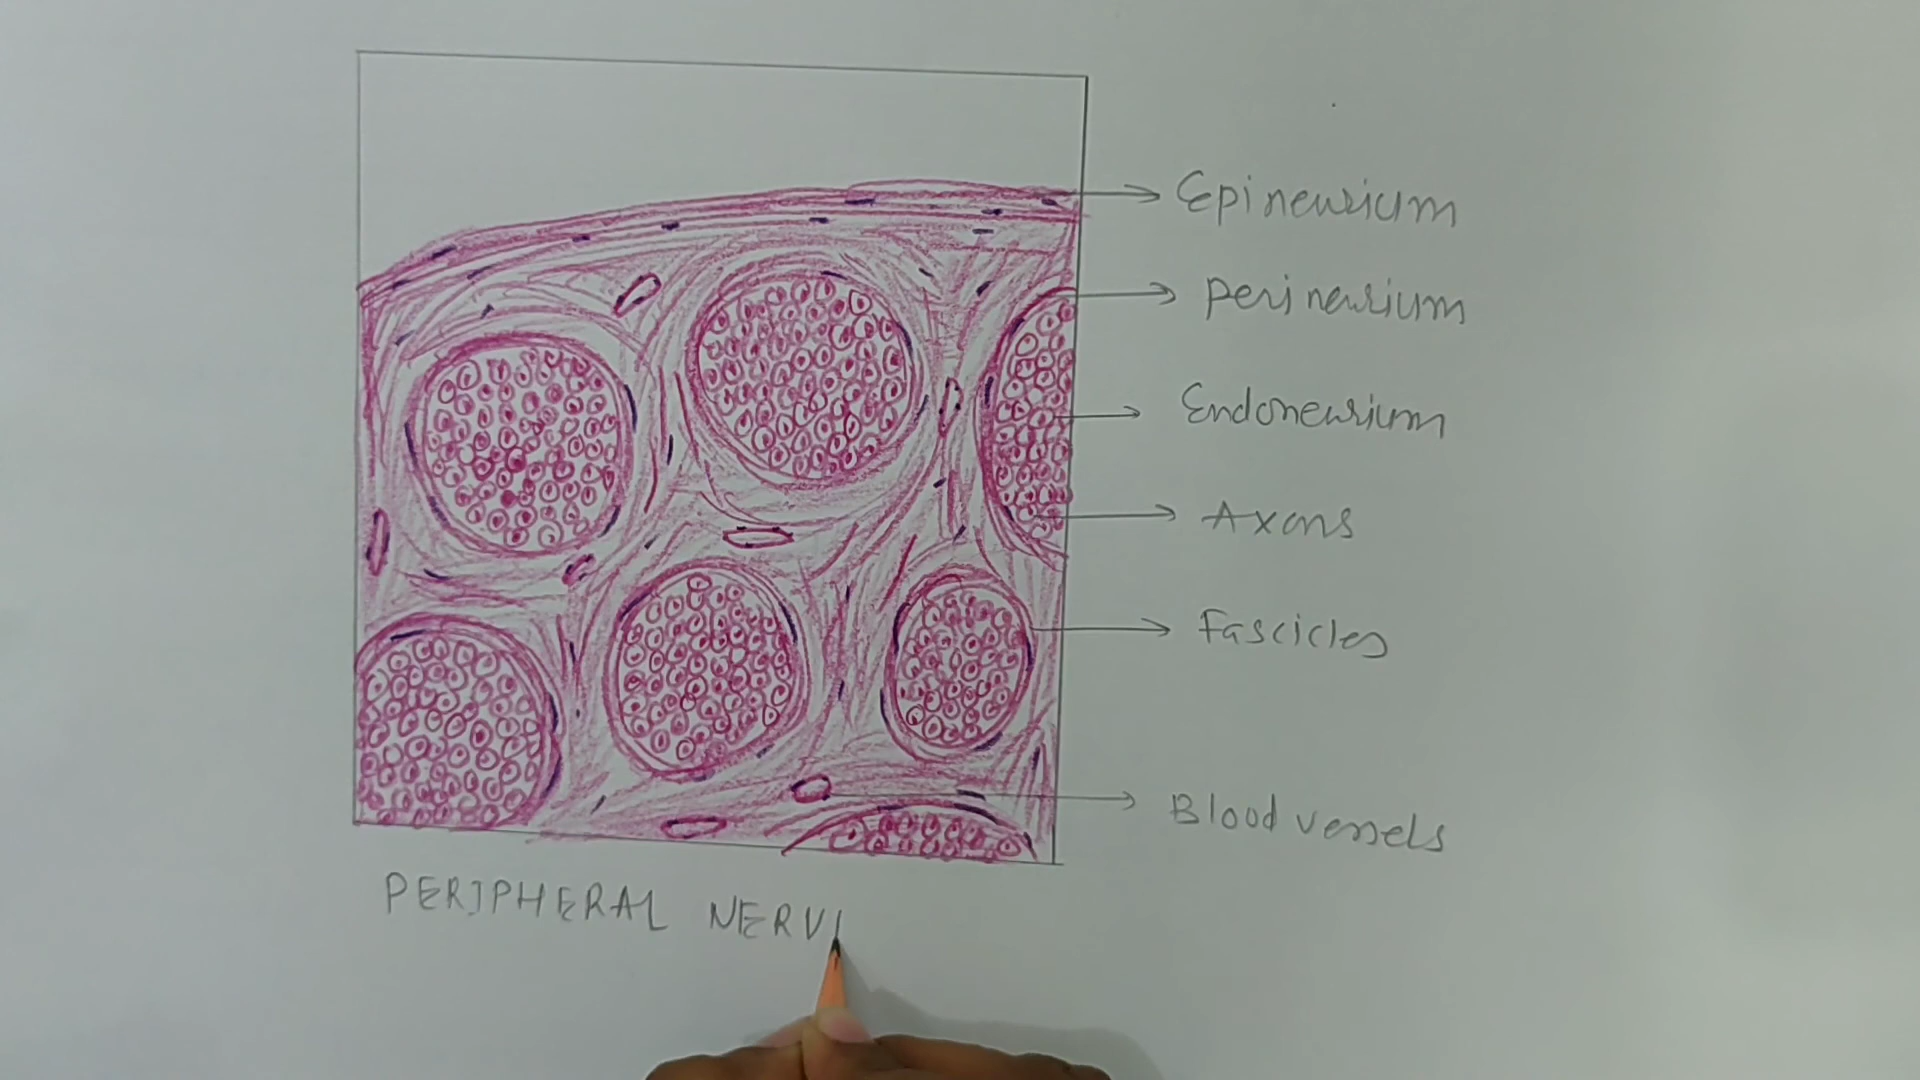 Epineurium
Perineurium
Endoneurium
Axons
Fascicles
Blood vessels
PERIPHERAL NERV